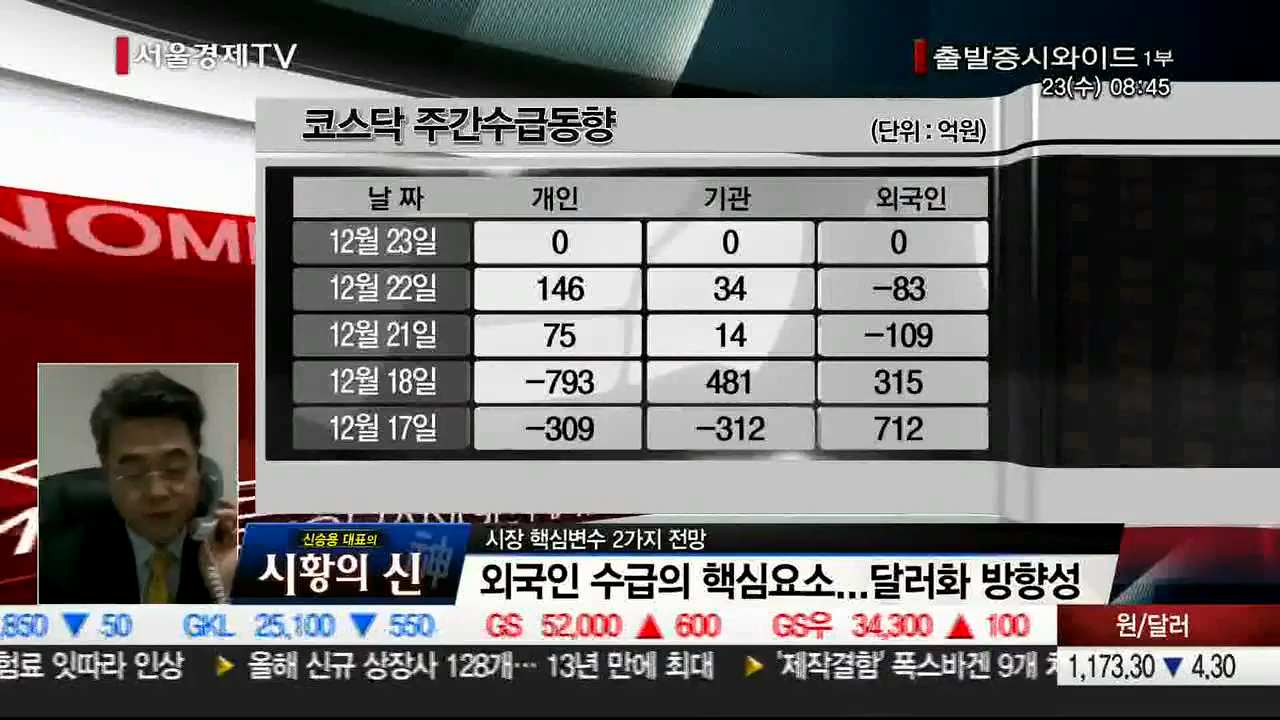 서울경제TV
출발증시와이드 1부
23(수) 08:45
코스닥 주간수급동향
(단위 : 억원)
날 짜 개인 기관 외국인
12월 23일 0 0 0
12월 22일 146 34 -83
12월 21일 75 14 -109
12월 18일 -793 481 315
12월 17일 -309 -312 712
NOMI
신승용 대표의
시황의 신
神
시장 핵심변수 2가지 전망
외국인 수급의 핵심요소...달러화 방향성
,860 ▼ 50 GKL 25,100 ▼ 550 GS 52,000 ▲ 600 GS우 34,300 ▲ 100
원/달러
험료 잇따라 인상 ▶ 올해 신규 상장사 128개… 13년 만에 최대 ▶ '제작결함' 폭스바겐 9개
1,173.30 ▼ 4.30